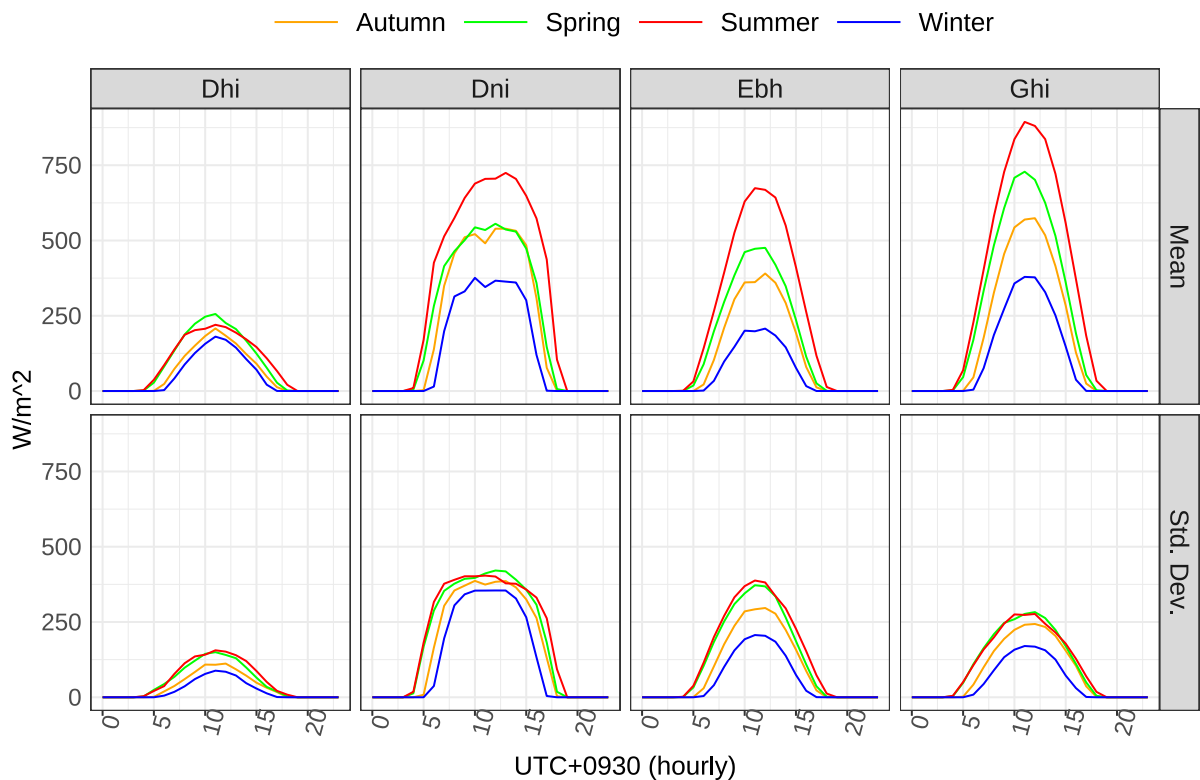 Autumn Spring Summer Winter
Dhi Dni Ebh Ghi
750
500
250
0
Mean
W/m^2
750
500
250
0
Std. Dev.
0 5 10 15 20 0 5 10 15 20 0 5 10 15 20 0 5 10 15 20
UTC+0930 (hourly)